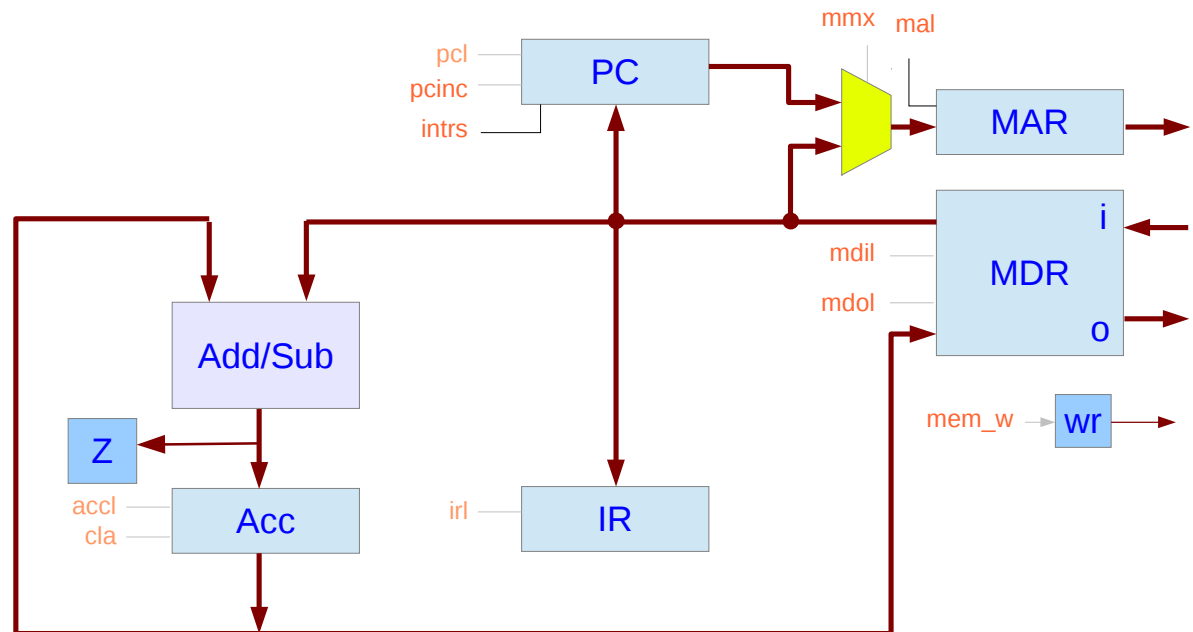 mmx
mal
pcl
PC
pcinc
intrs
MAR
i
mdil
MDR
mdol
o
Add/Sub
mem_w
wr
Z
accl
Acc
cla
irl
IR